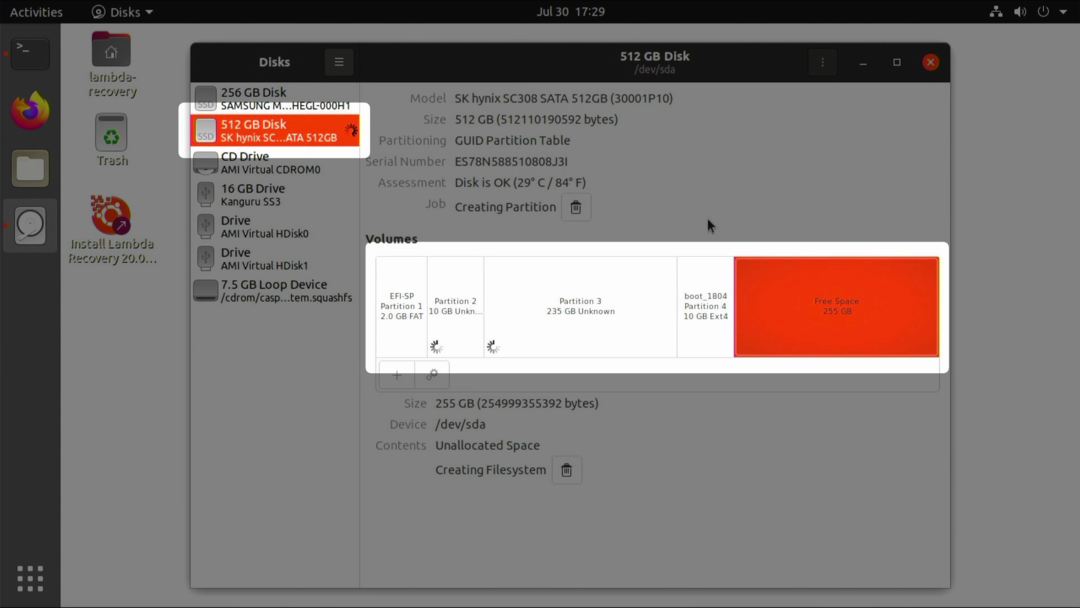 Activities
Disks
Jul 30 17:29
lambda-
recovery
Trash
Install Lambda
Recovery 20.0…
Disks
512 GB Disk
/dev/sda
256 GB Disk
SAMSUNG M…HEGL-000H1
512 GB Disk
SK hynix SC…ATA 512GB
CD Drive
AMI Virtual CDROM0
16 GB Drive
Kanguru SS3
Drive
AMI Virtual HDisk0
Drive
AMI Virtual HDisk1
7.5 GB Loop Device
/cdrom/casp…tem.squashfs
Model SK hynix SC308 SATA 512GB (30001P10)
Size 512 GB (512110190592 bytes)
Partitioning GUID Partition Table
Serial Number ES78N588510808J3I
Assessment Disk is OK (29° C / 84° F)
Job Creating Partition
Volumes
EFI-SP
Partition 1
2.0 GB FAT
Partition 2
10 GB Unkn…
Partition 3
235 GB Unknown
boot_1804
Partition 4
10 GB Ext4
Free Space
255 GB
Size 255 GB (254999355392 bytes)
Device /dev/sda
Contents Unallocated Space
Creating Filesystem